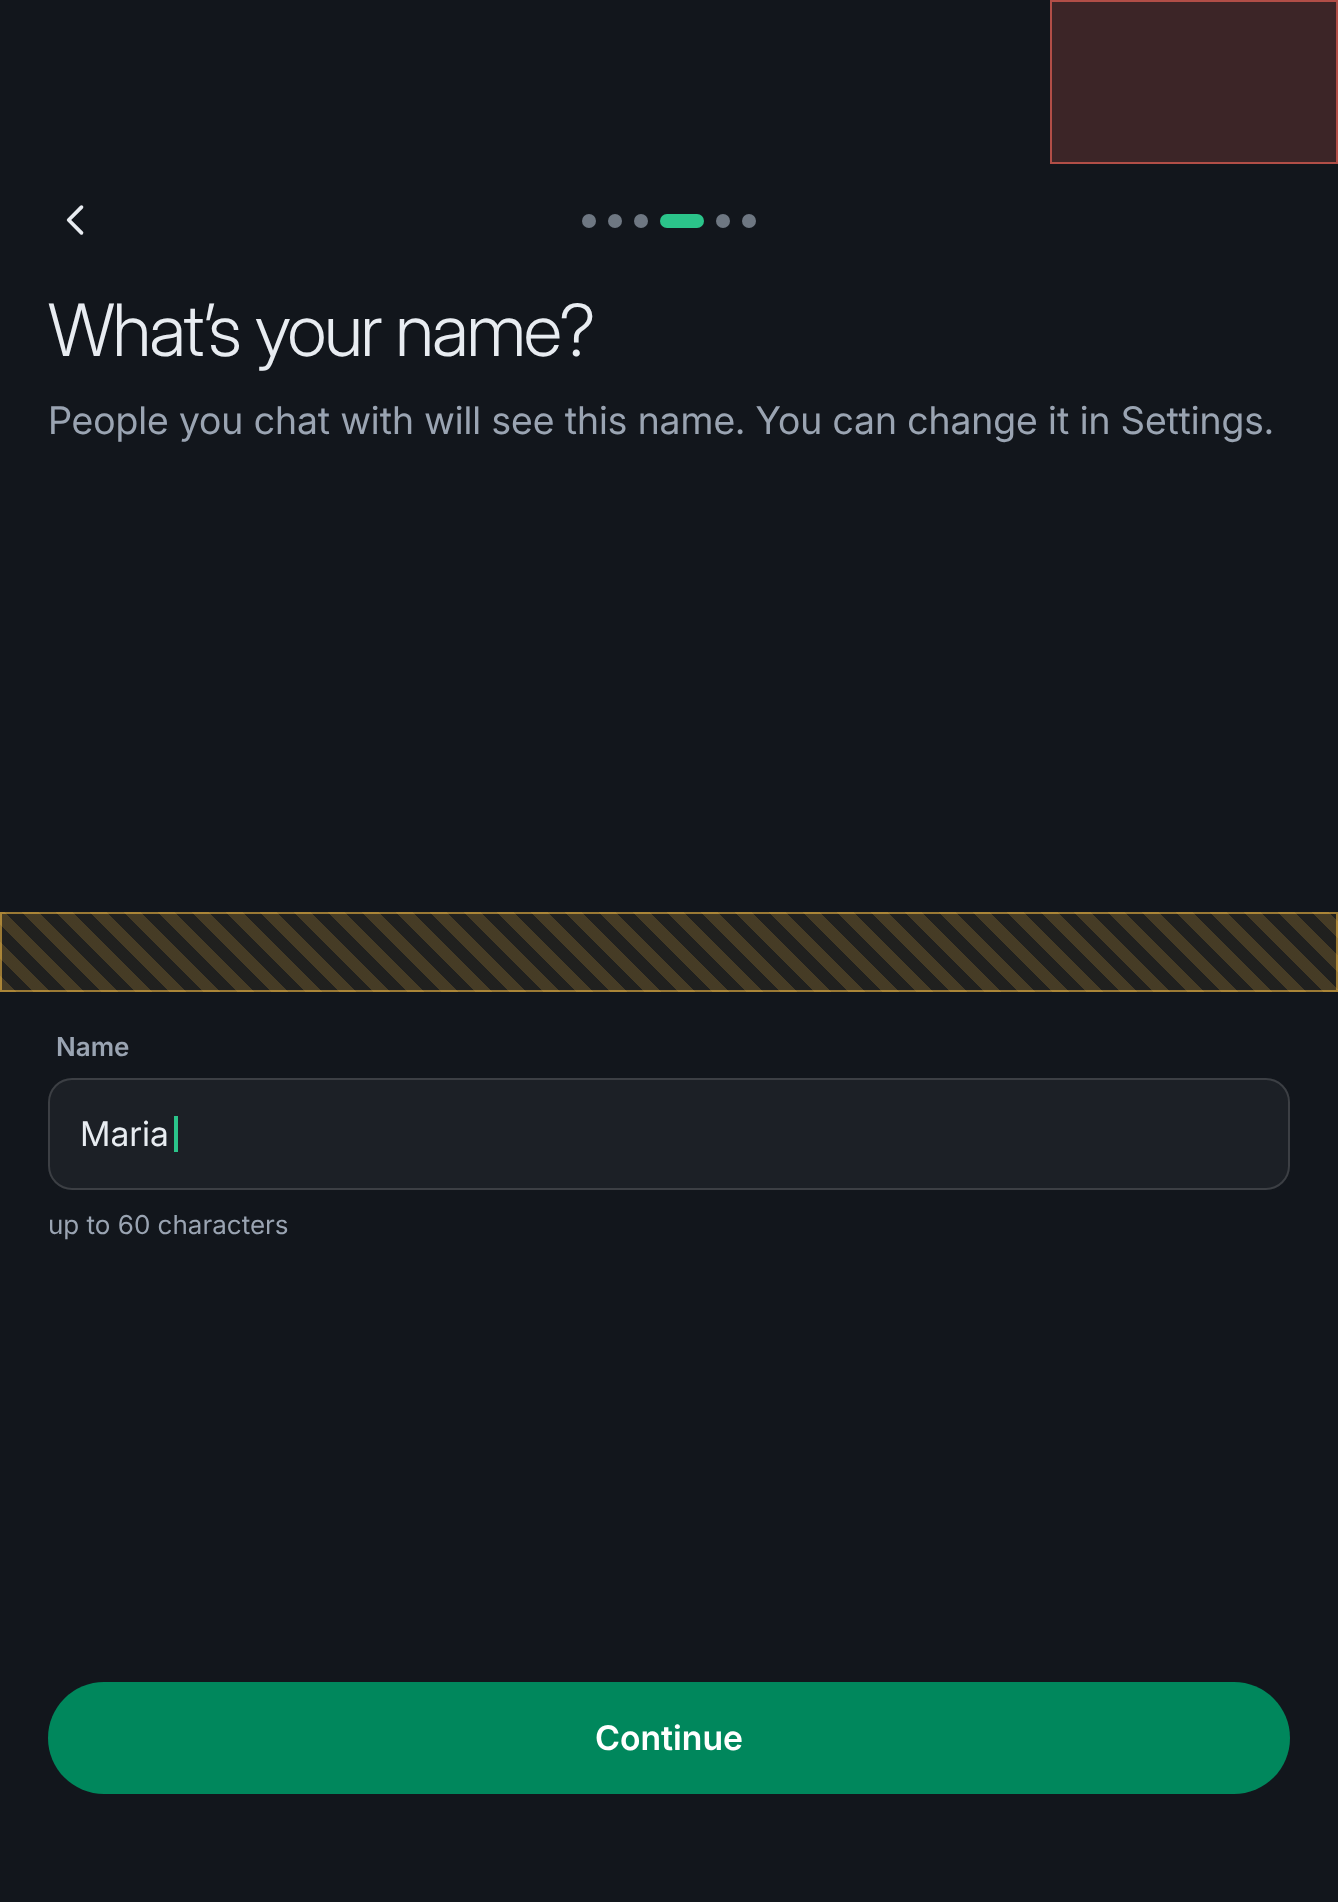 What's your name?
People you chat with will see this name. You can change it in Settings.
Name
Maria
up to 60 characters
Continue